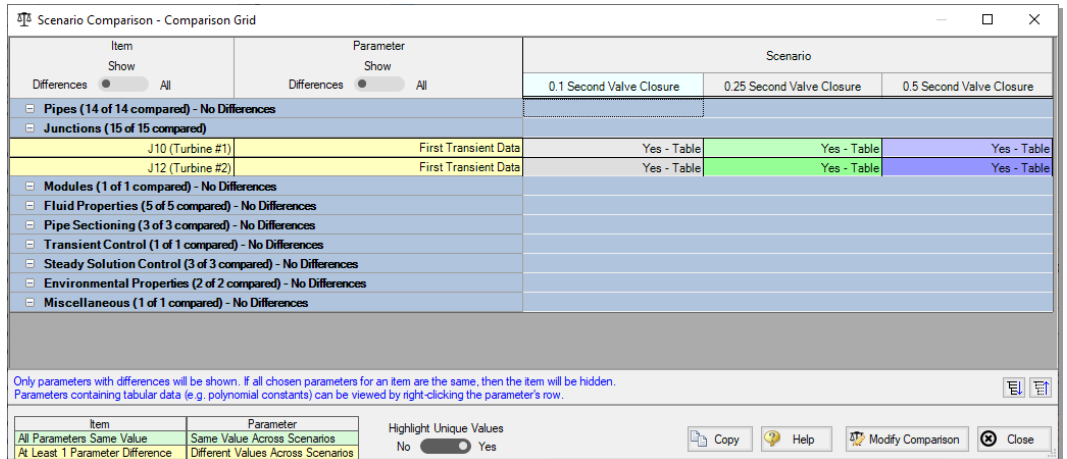 Scenario Comparison - Comparison Grid
Item
Parameter
Scenario
Show
Show
Differences All
Differences All
0.1 Second Valve Closure
0.25 Second Valve Closure
0.5 Second Valve Closure
Pipes (14 of 14 compared) - No Differences
Junctions (15 of 15 compared)
J10 (Turbine #1) First Transient Data Yes - Table Yes - Table Yes - Table
J12 (Turbine #2) First Transient Data Yes - Table Yes - Table Yes - Table
Modules (1 of 1 compared) - No Differences
Fluid Properties (5 of 5 compared) - No Differences
Pipe Sectioning (3 of 3 compared) - No Differences
Transient Control (1 of 1 compared) - No Differences
Steady Solution Control (3 of 3 compared) - No Differences
Environmental Properties (2 of 2 compared) - No Differences
Miscellaneous (1 of 1 compared) - No Differences
Only parameters with differences will be shown. If all chosen parameters for an item are the same, then the item will be hidden.
Parameters containing tabular data (e.g. polynomial constants) can be viewed by right-clicking the parameter's row.
Item Parameter
All Parameters Same Value Same Value Across Scenarios
At Least 1 Parameter Difference Different Values Across Scenarios
Highlight Unique Values
No Yes
Copy
Help
Modify Comparison
Close